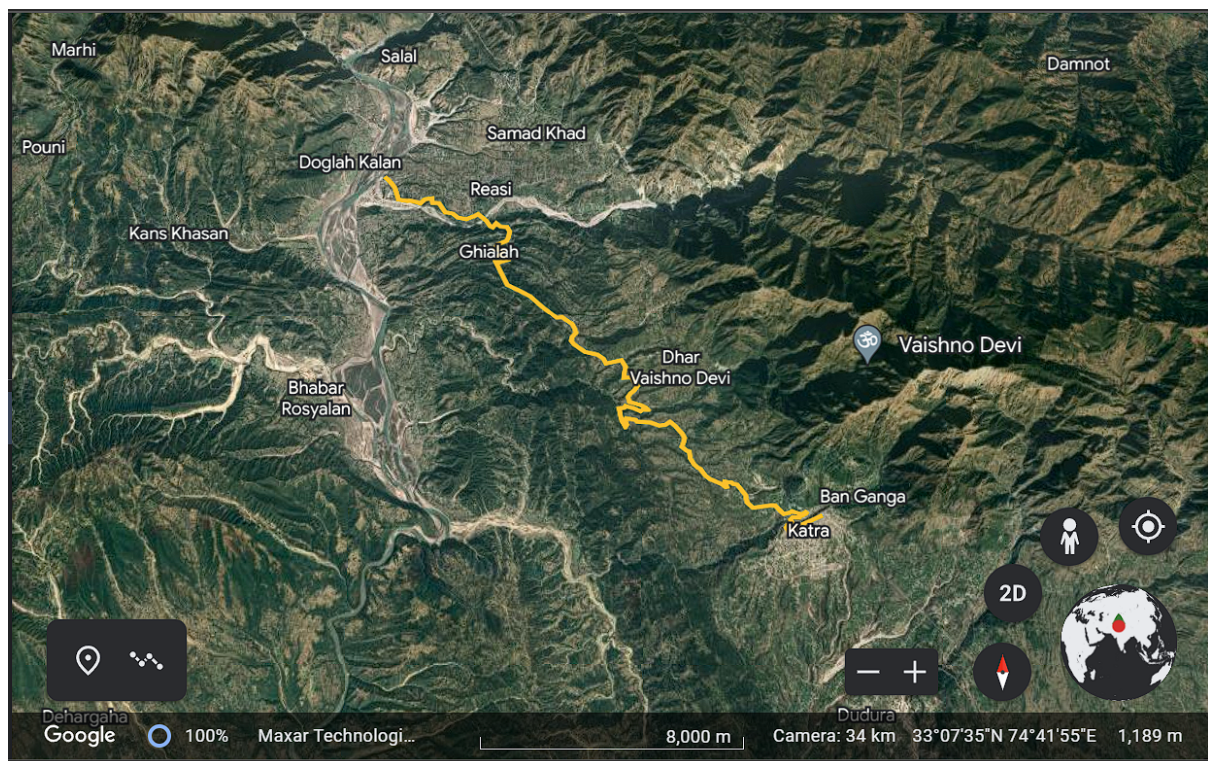 Marhi
Salal
Damnot
Samad Khad
Pouni
Doglah Kalan
Reasi
Kans Khasan
Ghialah
Vaishno Devi
Dhar
Vaishno Devi
Bhabar
Rosyalan
Ban Ganga
Katra
2D
Dehargaha
Dudura
Google 100% Maxar Technologi... 8,000 m Camera: 34 km 33°07'35"N 74°41'55"E 1,189 m
ॐ